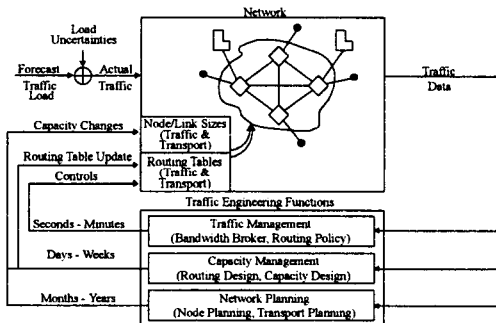 Network
Load
Uncertainties
Forecast
Traffic
Load
Actual
Traffic
Traffic
Data
Capacity Changes
Node/Link Sizes
(Traffic &
Transport)
Routing Table Update
Routing Tables
(Traffic &
Transport)
Controls
Traffic Engineering Functions
Seconds - Minutes
Traffic Management
(Bandwidth Broker, Routing Policy)
Days - Weeks
Capacity Management
(Routing Design, Capacity Design)
Months - Years
Network Planning
(Node Planning, Transport Planning)